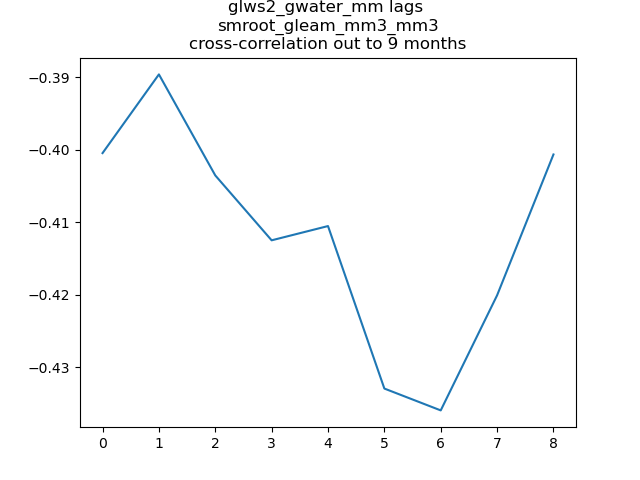 glws2_gwater_mm lags
smroot_gleam_mm3_mm3
cross-correlation out to 9 months
−0.39
−0.40
−0.41
−0.42
−0.43
0 1 2 3 4 5 6 7 8